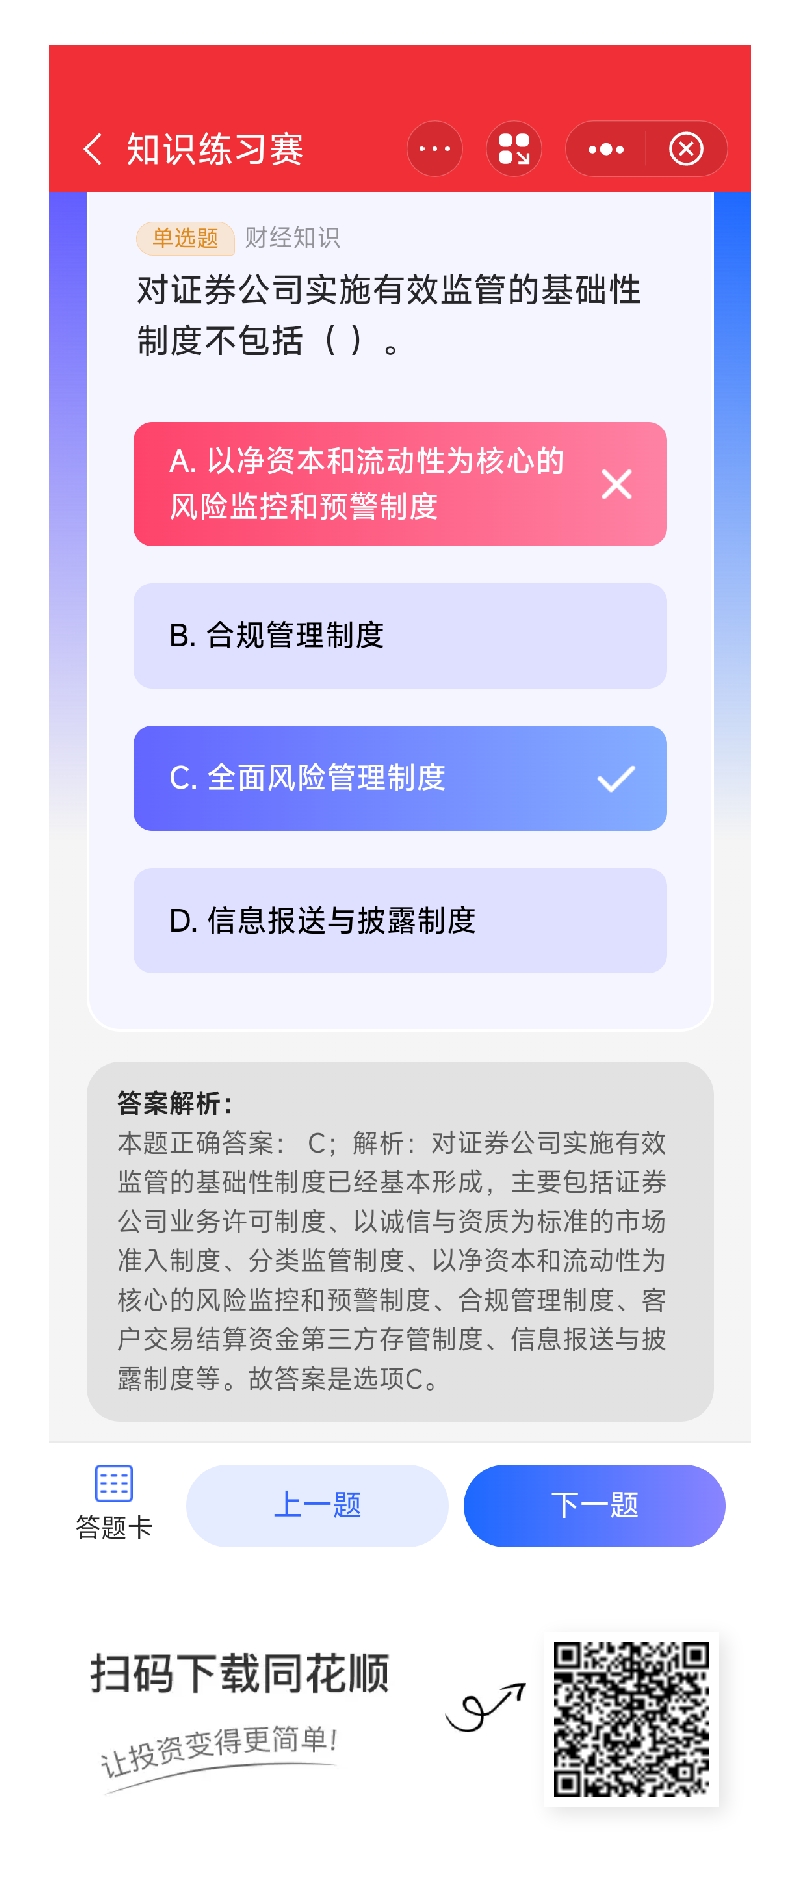 知识练习赛
单选题 财经知识
对证券公司实施有效监管的基础性
制度不包括（ ）。
A. 以净资本和流动性为核心的
风险监控和预警制度
B. 合规管理制度
C. 全面风险管理制度
D. 信息报送与披露制度
答案解析：
本题正确答案： C；解析：对证券公司实施有效
监管的基础性制度已经基本形成，主要包括证券
公司业务许可制度、以诚信与资质为标准的市场
准入制度、分类监管制度、以净资本和流动性为
核心的风险监控和预警制度、合规管理制度、客
户交易结算资金第三方存管制度、信息报送与披
露制度等。故答案是选项C。
答题卡
上一题
下一题
扫码下载同花顺
让投资变得更简单!